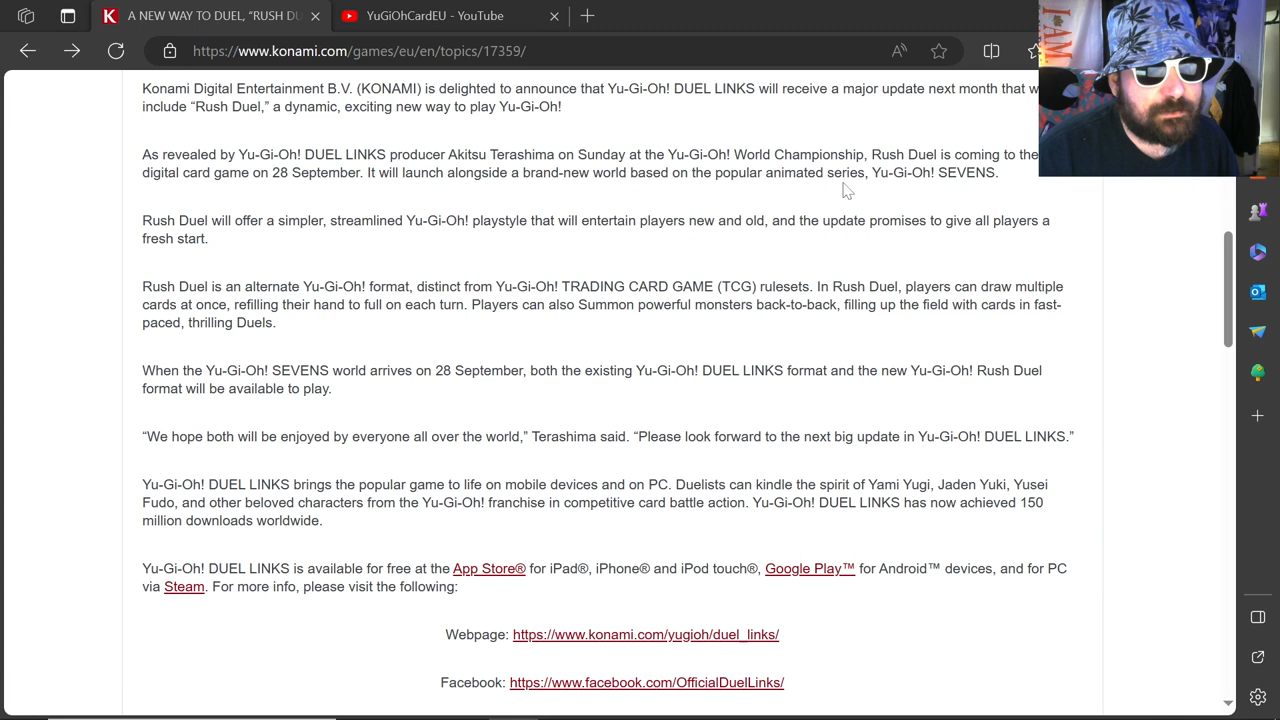 A NEW WAY TO DUEL, “RUSH DU
YuGiOhCardEU - YouTube
https://www.konami.com/games/eu/en/topics/17359/
I AM
Konami Digital Entertainment B.V. (KONAMI) is delighted to announce that Yu-Gi-Oh! DUEL LINKS will receive a major update next month that w
include “Rush Duel,” a dynamic, exciting new way to play Yu-Gi-Oh!
As revealed by Yu-Gi-Oh! DUEL LINKS producer Akitsu Terashima on Sunday at the Yu-Gi-Oh! World Championship, Rush Duel is coming to the
digital card game on 28 September. It will launch alongside a brand-new world based on the popular animated series, Yu-Gi-Oh! SEVENS.
Rush Duel will offer a simpler, streamlined Yu-Gi-Oh! playstyle that will entertain players new and old, and the update promises to give all players a
fresh start.
Rush Duel is an alternate Yu-Gi-Oh! format, distinct from Yu-Gi-Oh! TRADING CARD GAME (TCG) rulesets. In Rush Duel, players can draw multiple
cards at once, refilling their hand to full on each turn. Players can also Summon powerful monsters back-to-back, filling up the field with cards in fast-
paced, thrilling Duels.
When the Yu-Gi-Oh! SEVENS world arrives on 28 September, both the existing Yu-Gi-Oh! DUEL LINKS format and the new Yu-Gi-Oh! Rush Duel
format will be available to play.
“We hope both will be enjoyed by everyone all over the world,” Terashima said. “Please look forward to the next big update in Yu-Gi-Oh! DUEL LINKS.”
Yu-Gi-Oh! DUEL LINKS brings the popular game to life on mobile devices and on PC. Duelists can kindle the spirit of Yami Yugi, Jaden Yuki, Yusei
Fudo, and other beloved characters from the Yu-Gi-Oh! franchise in competitive card battle action. Yu-Gi-Oh! DUEL LINKS has now achieved 150
million downloads worldwide.
Yu-Gi-Oh! DUEL LINKS is available for free at the App Store® for iPad®, iPhone® and iPod touch®, Google Play™ for Android™ devices, and for PC
via Steam. For more info, please visit the following:
Webpage: https://www.konami.com/yugioh/duel_links/
Facebook: https://www.facebook.com/OfficialDuelLinks/